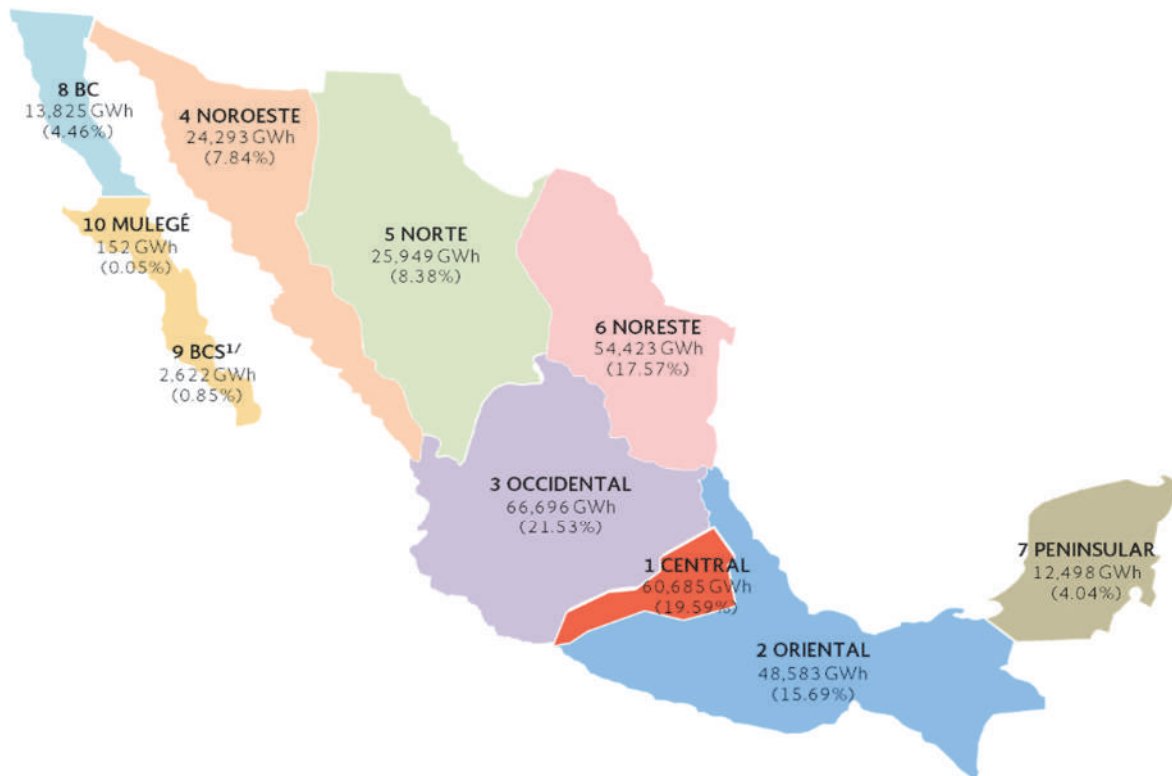 8 BC
13,825 GWh
(4.46%)
4 NOROESTE
24,293 GWh
(7.84%)
10 MULEGÉ
152 GWh
(0.05%)
5 NORTE
25,949 GWh
(8.38%)
9 BCS1/
2,622 GWh
(0.85%)
6 NORESTE
54,423 GWh
(17.57%)
3 OCCIDENTAL
66,696 GWh
(21.53%)
1 CENTRAL
60,685 GWh
(19.59%)
7 PENINSULAR
12,498 GWh
(4.04%)
2 ORIENTAL
48,583 GWh
(15.69%)